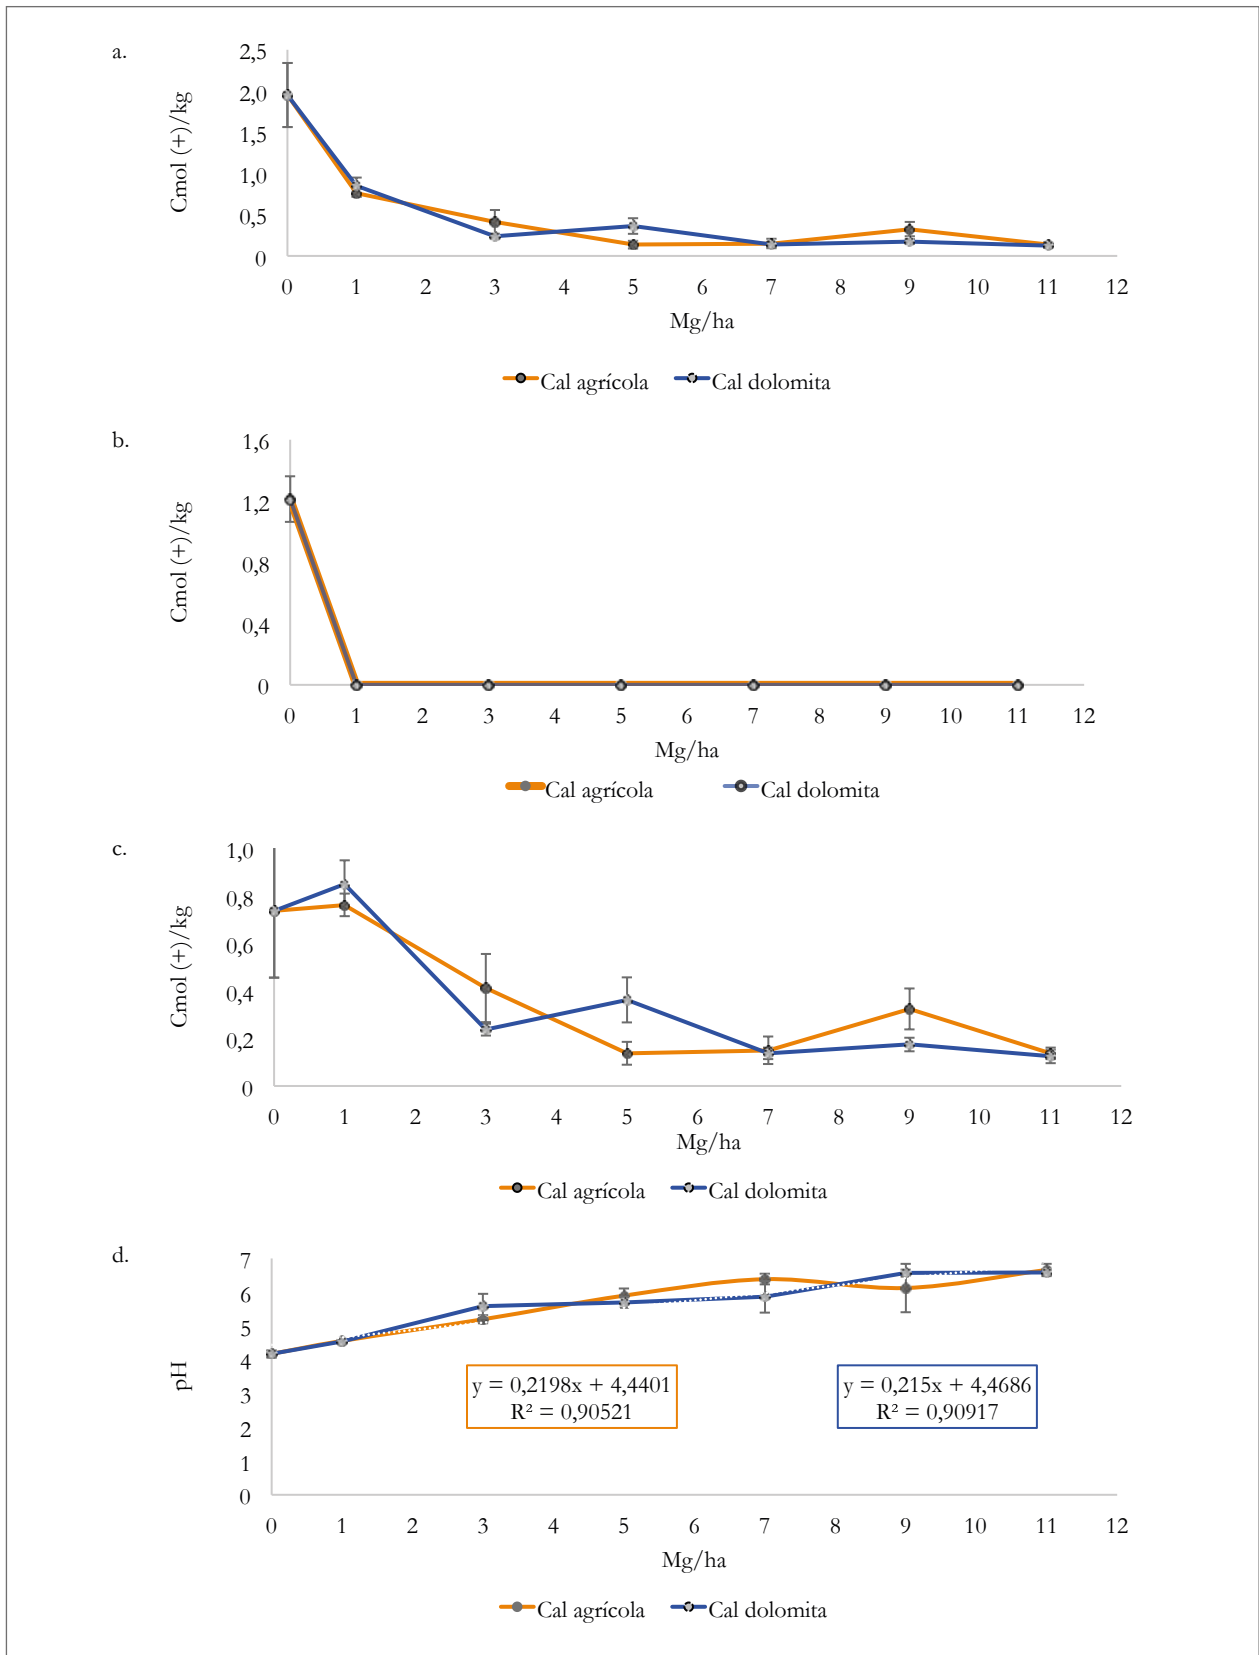 a.
2,5
2,0
1,5
1,0
0,5
0
Cmol (+)/kg
0 1 2 3 4 5 6 7 8 9 10 11 12
Mg/ha
Cal agrícola Cal dolomita
b.
1,6
1,2
0,8
0,4
0
Cmol (+)/kg
0 1 2 3 4 5 6 7 8 9 10 11 12
Mg/ha
Cal agrícola Cal dolomita
c.
1,0
0,8
0,6
0,4
0,2
0
Cmol (+)/kg
0 1 2 3 4 5 6 7 8 9 10 11 12
Mg/ha
Cal agrícola Cal dolomita
d.
7
6
5
4
3
2
1
0
pH
y = 0,2198x + 4,4401
R² = 0,90521
y = 0,215x + 4,4686
R² = 0,90917
0 1 2 3 4 5 6 7 8 9 10 11 12
Mg/ha
Cal agrícola Cal dolomita